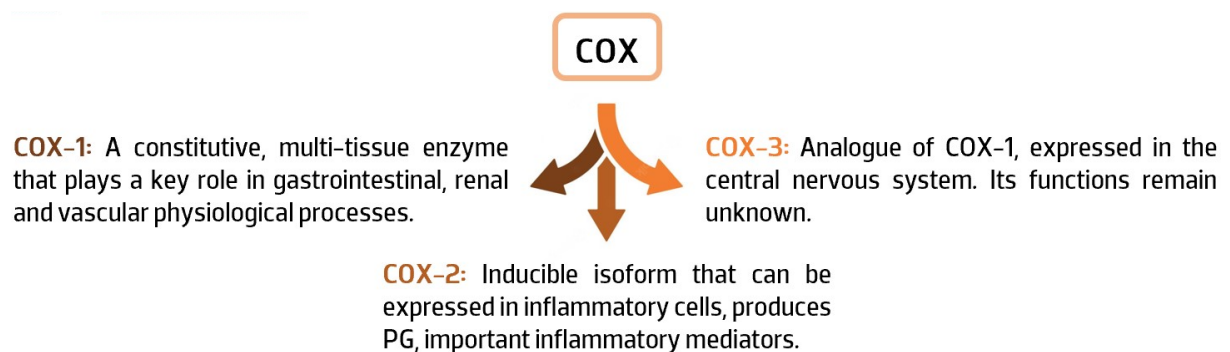 COX
COX-1: A constitutive, multi-tissue enzyme
that plays a key role in gastrointestinal, renal
and vascular physiological processes.
COX-3: Analogue of COX-1, expressed in the
central nervous system. Its functions remain
unknown.
COX-2: Inducible isoform that can be
expressed in inflammatory cells, produces
PG, important inflammatory mediators.